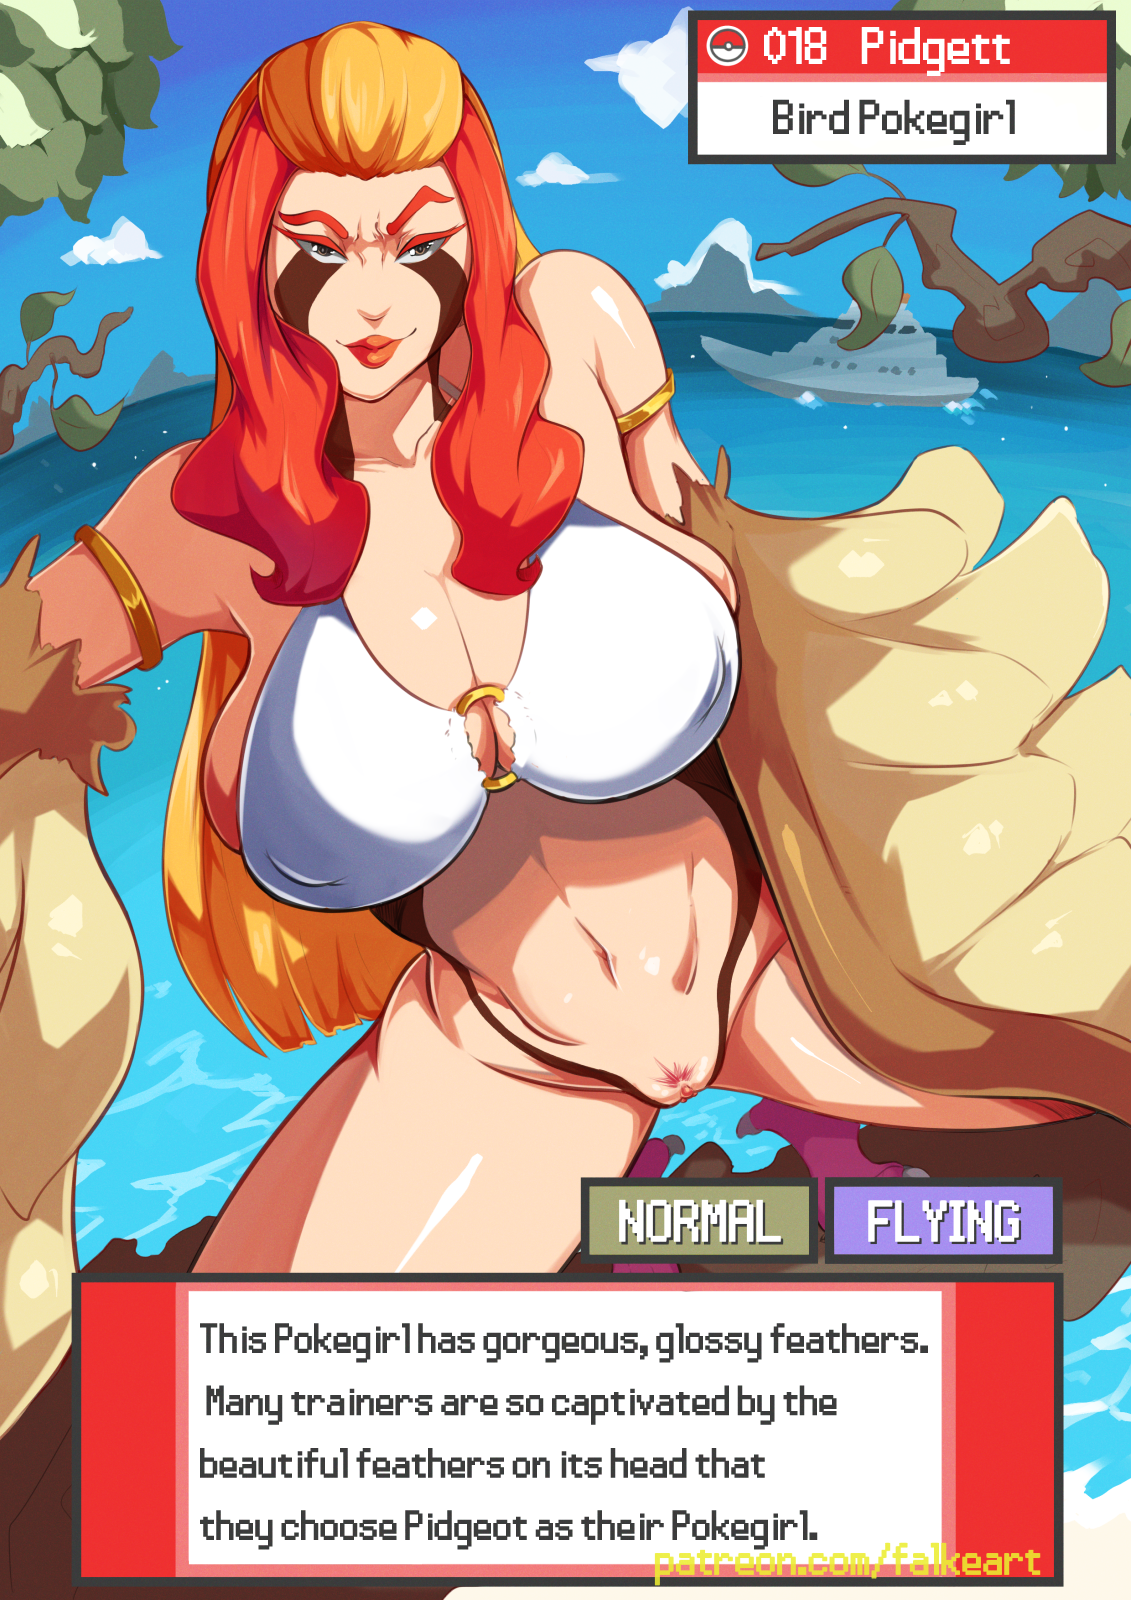 018 Pidgett
Bird Pokegirl
NORMAL
FLYING
This Pokegirl has gorgeous, glossy feathers.
Many trainers are so captivated by the
beautiful feathers on its head that
they choose Pidgeot as their Pokegirl.
patreon.com/falkeart